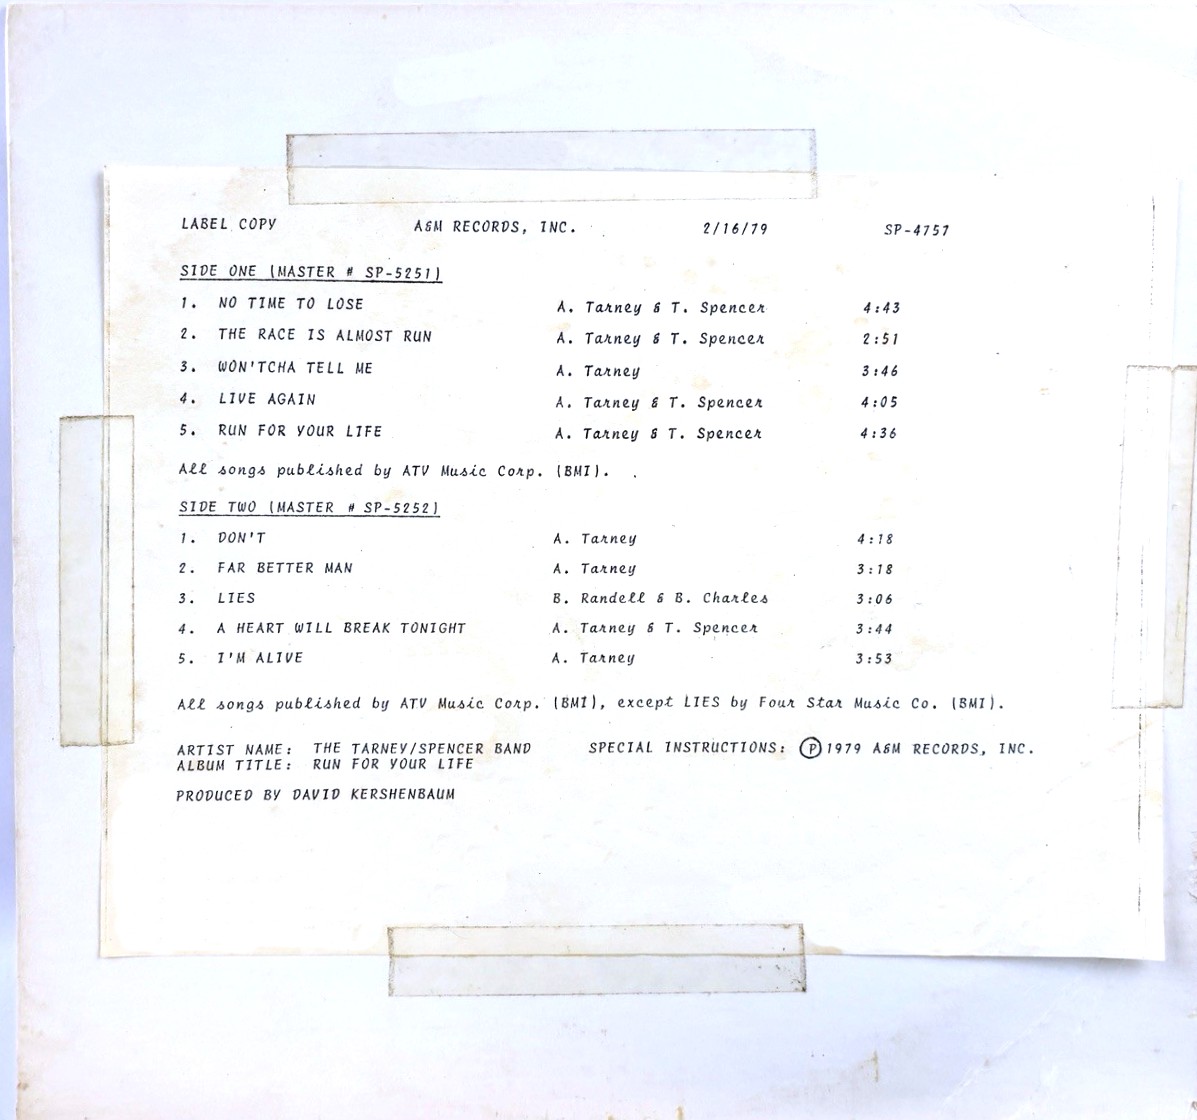 LABEL COPY A&M RECORDS, INC. 2/16/79 SP-4757
SIDE ONE (MASTER # SP-5251)
1. NO TIME TO LOSE A. Tarney & T. Spencer 4:43
2. THE RACE IS ALMOST RUN A. Tarney & T. Spencer 2:51
3. WON'TCHA TELL ME A. Tarney 3:46
4. LIVE AGAIN A. Tarney & T. Spencer 4:05
5. RUN FOR YOUR LIFE A. Tarney & T. Spencer 4:36
All songs published by ATV Music Corp. (BMI).
SIDE TWO (MASTER # SP-5252)
1. DON'T A. Tarney 4:18
2. FAR BETTER MAN A. Tarney 3:18
3. LIES B. Randell & B. Charles 3:06
4. A HEART WILL BREAK TONIGHT A. Tarney & T. Spencer 3:44
5. I'M ALIVE A. Tarney 3:53
All songs published by ATV Music Corp. (BMI), except LIES by Four Star Music Co. (BMI).
ARTIST NAME: THE TARNEY/SPENCER BAND SPECIAL INSTRUCTIONS: Ⓟ1979 A&M RECORDS, INC.
ALBUM TITLE: RUN FOR YOUR LIFE
PRODUCED BY DAVID KERSHENBAUM